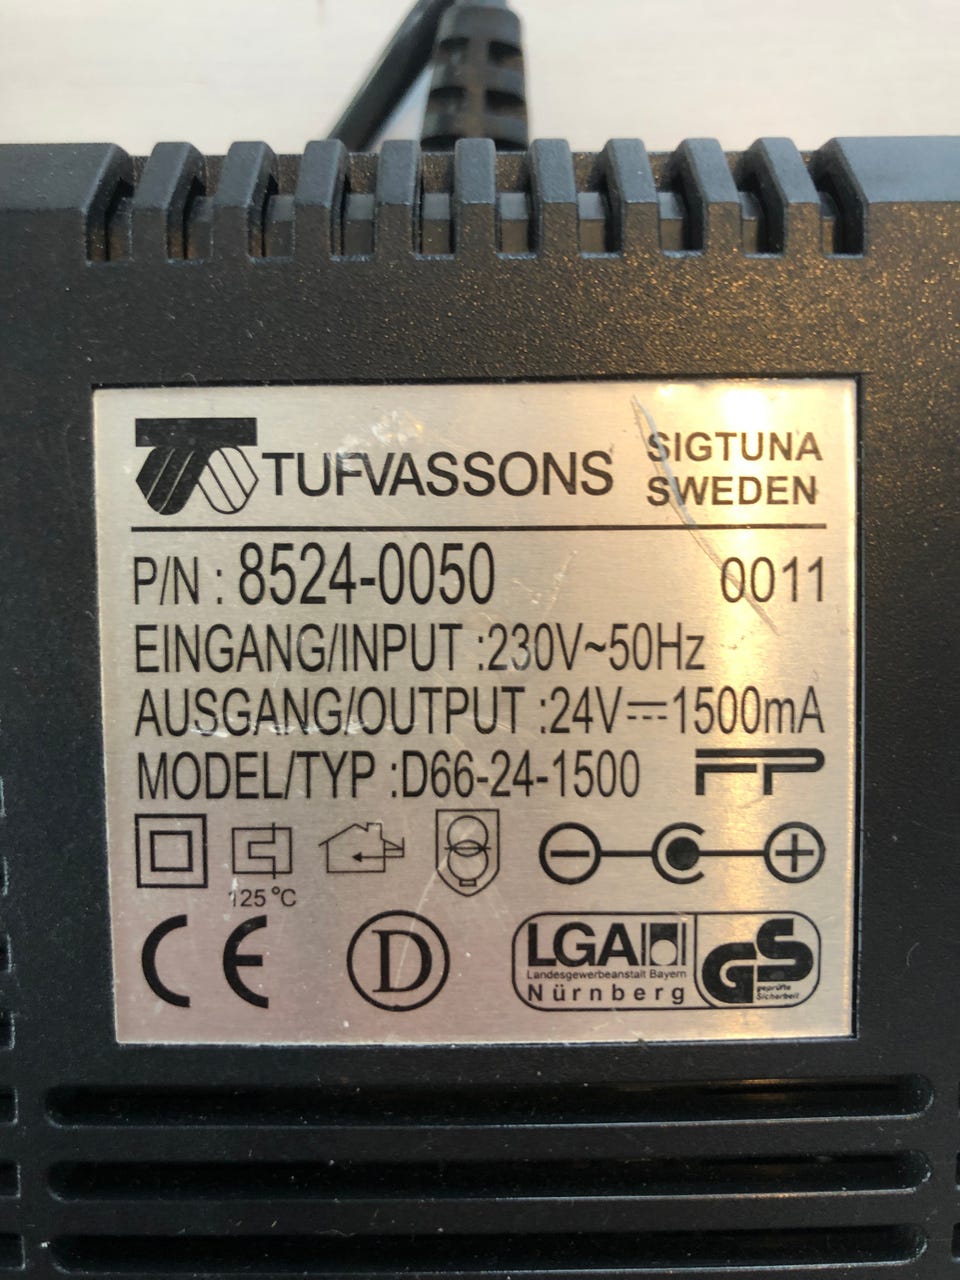 TUFVASSONS SIGTUNA SWEDEN
P/N : 8524-0050 0011
EINGANG/INPUT :230V~50Hz
AUSGANG/OUTPUT :24V⎓1500mA
MODEL/TYP :D66-24-1500 FP
125°C
CE D LGA
Landesgewerbeanstalt Bayern
Nürnberg
GS
geprüfte
Sicherheit